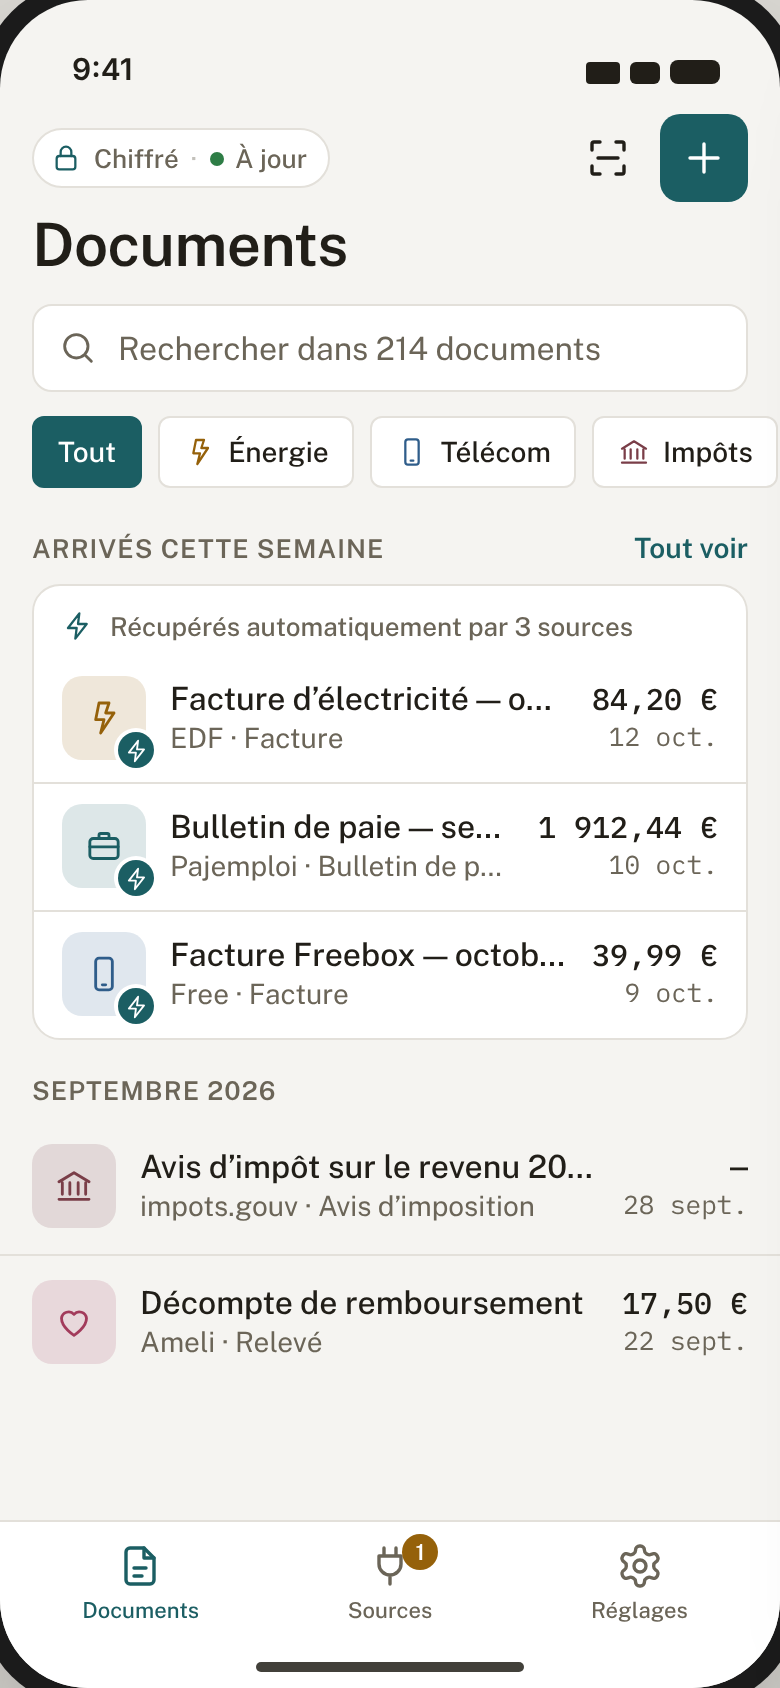 9:41
Chiffré · À jour
Documents
Rechercher dans 214 documents
Tout
Énergie
Télécom
Impôts
ARRIVÉS CETTE SEMAINE
Tout voir
Récupérés automatiquement par 3 sources
Facture d’électricité — o… 84,20 €
EDF · Facture 12 oct.
Bulletin de paie — se… 1 912,44 €
Pajemploi · Bulletin de p… 10 oct.
Facture Freebox — octob… 39,99 €
Free · Facture 9 oct.
SEPTEMBRE 2026
Avis d’impôt sur le revenu 20… –
impots.gouv · Avis d’imposition 28 sept.
Décompte de remboursement 17,50 €
Ameli · Relevé 22 sept.
1
Documents
Sources
Réglages